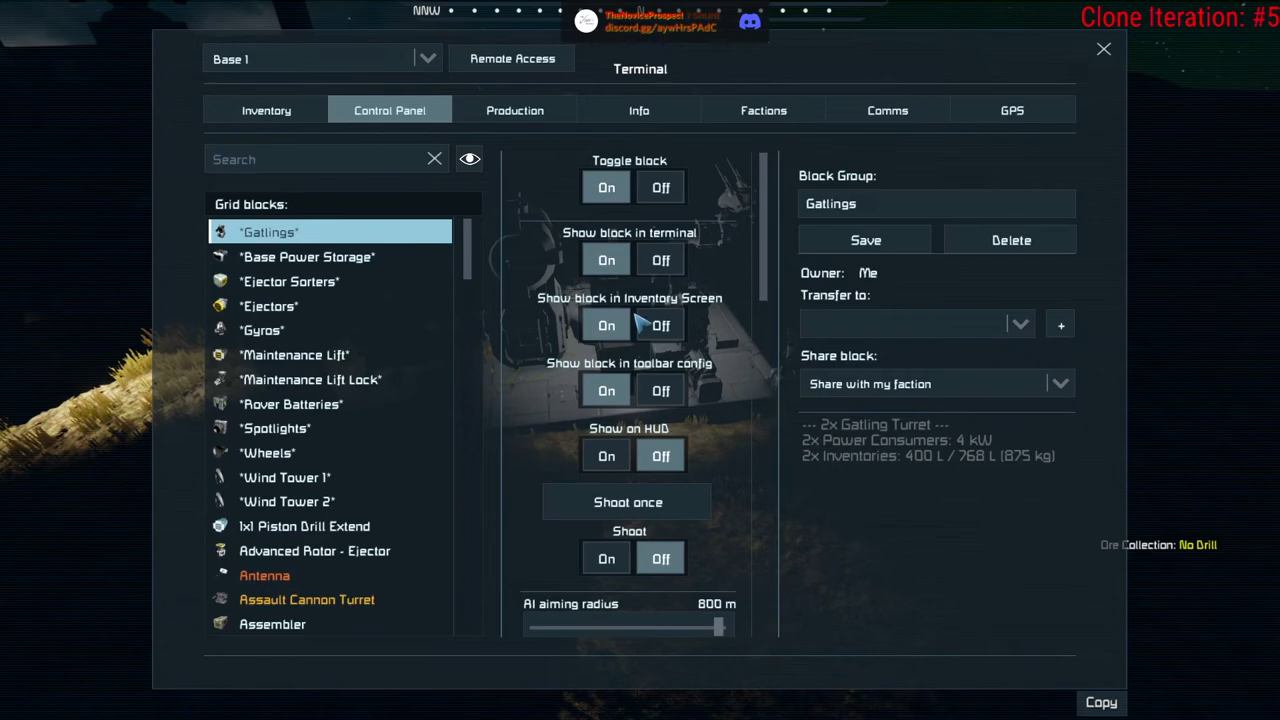 NNW
TheNoviceProspect
discord.gg/aywHrsPAdC
Clone Iteration: #5
Base 1
Remote Access
Terminal
Inventory
Control Panel
Production
Info
Factions
Comms
GPS
Search
Grid blocks:
*Gatlings*
*Base Power Storage*
*Ejector Sorters*
*Ejectors*
*Gyros*
*Maintenance Lift*
*Maintenance Lift Lock*
*Rover Batteries*
*Spotlights*
*Wheels*
*Wind Tower 1*
*Wind Tower 2*
1x1 Piston Drill Extend
Advanced Rotor - Ejector
Antenna
Assault Cannon Turret
Assembler
Toggle block
On Off
Show block in terminal
On Off
Show block in Inventory Screen
On Off
Show block in toolbar config
On Off
Show on HUD
On Off
Shoot once
Shoot
On Off
AI aiming radius 800 m
Block Group:
Gatlings
Save Delete
Owner: Me
Transfer to:
+
Share block:
Share with my faction
--- 2x Gatling Turret ---
2x Power Consumers: 4 kW
2x Inventories: 400 L / 768 L (875 kg)
Ore Collection: No Drill
Copy